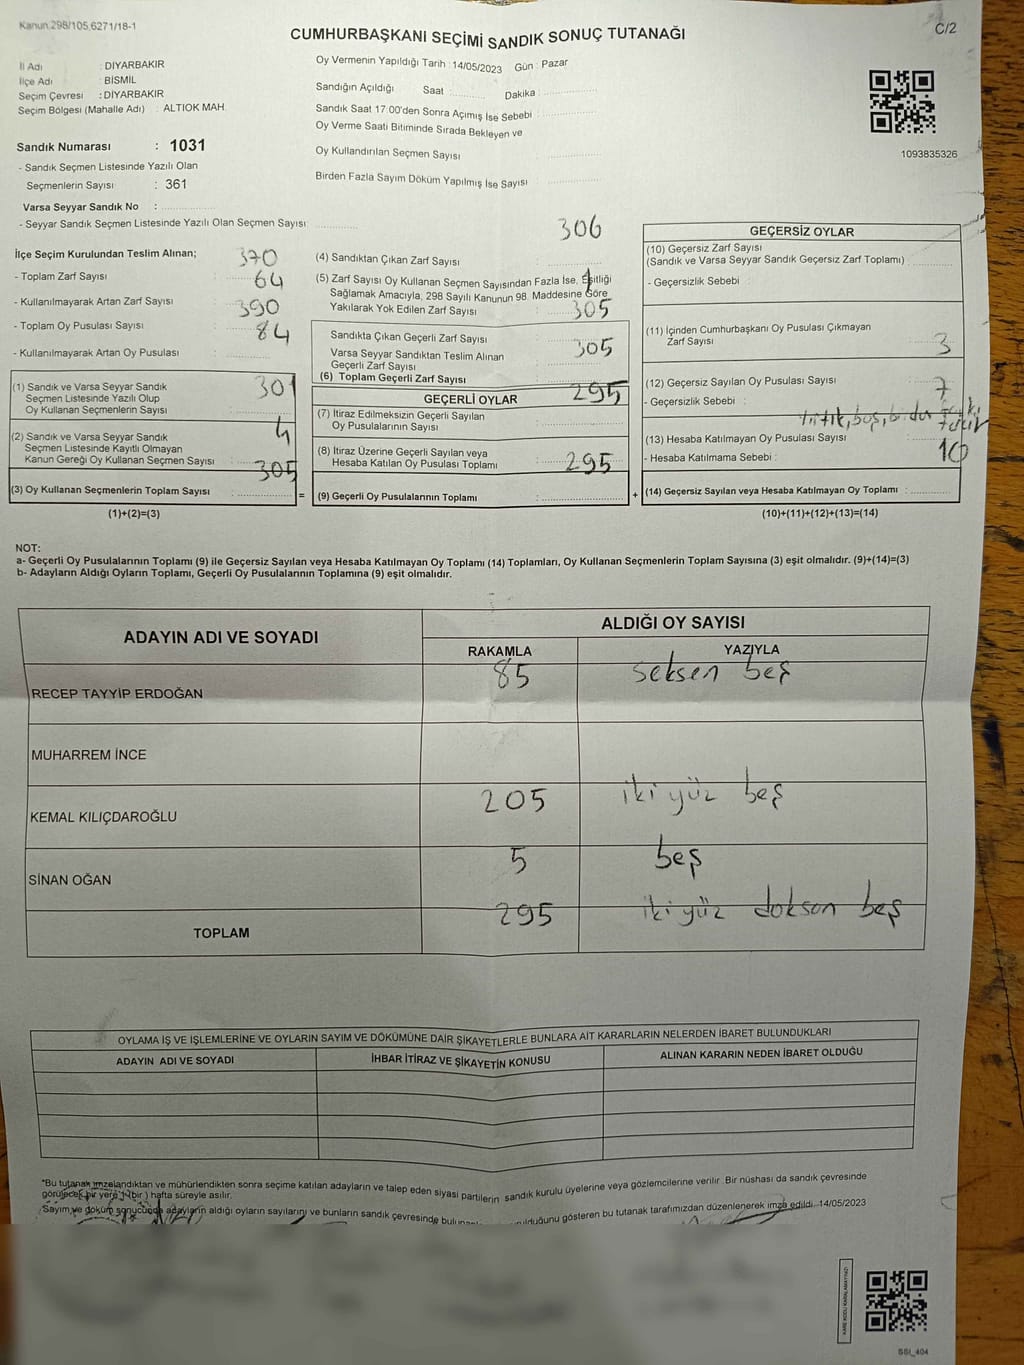 Kanun 298/105,6271/18-1
C/2
CUMHURBAŞKANI SEÇİMİ SANDIK SONUÇ TUTANAĞI
İl Adı : DİYARBAKIR
İlçe Adı : BİSMİL
Seçim Çevresi : DİYARBAKIR
Seçim Bölgesi (Mahalle Adı) : ALTIOK MAH.
Sandık Numarası : 1031
- Sandık Seçmen Listesinde Yazılı Olan
Seçmenlerin Sayısı : 361
Varsa Seyyar Sandık No :
- Seyyar Sandık Seçmen Listesinde Yazılı Olan Seçmen Sayısı
Oy Vermenin Yapıldığı Tarih : 14/05/2023 Gün : Pazar
Sandığın Açıldığı Saat : Dakika :
Sandık Saat 17:00'den Sonra Açımış İse Sebebi :
Oy Verme Saati Bitiminde Sırada Bekleyen ve
Oy Kullandırılan Seçmen Sayısı
Birden Fazla Sayım Döküm Yapılmış İse Sayısı :
1093835326
İlçe Seçim Kurulundan Teslim Alınan;
370
- Toplam Zarf Sayısı
64
- Kullanılmayarak Artan Zarf Sayısı
390
- Toplam Oy Pusulası Sayısı
84
- Kullanılmayarak Artan Oy Pusulası
(1) Sandık ve Varsa Seyyar Sandık
Seçmen Listesinde Yazılı Olup
Oy Kullanan Seçmenlerin Sayısı
301
(2) Sandık ve Varsa Seyyar Sandık
Seçmen Listesinde Kayıtlı Olmayan
Kanun Gereği Oy Kullanan Seçmen Sayısı
4
305
(3) Oy Kullanan Seçmenlerin Toplam Sayısı
(1)+(2)=(3)
=
306
(4) Sandıktan Çıkan Zarf Sayısı
(5) Zarf Sayısı Oy Kullanan Seçmen Sayısından Fazla İse, Eşitliği
Sağlamak Amacıyla, 298 Sayılı Kanunun 98. Maddesine Göre
Yakılarak Yok Edilen Zarf Sayısı
1
305
Sandıkta Çıkan Geçerli Zarf Sayısı
Varsa Seyyar Sandıktan Teslim Alınan
Geçerli Zarf Sayısı
305
(6) Toplam Geçerli Zarf Sayısı
GEÇERLİ OYLAR
295
(7) İtiraz Edilmeksizin Geçerli Sayılan
Oy Pusulalarının Sayısı
(8) İtiraz Üzerine Geçerli Sayılan veya
Hesaba Katılan Oy Pusulası Toplamı
295
(9) Geçerli Oy Pusulalarının Toplamı :
+
GEÇERSİZ OYLAR
(10) Geçersiz Zarf Sayısı
(Sandık ve Varsa Seyyar Sandık Geçersiz Zarf Toplamı) :
- Geçersizlik Sebebi :
(11) İçinden Cumhurbaşkanı Oy Pusulası Çıkmayan
Zarf Sayısı
3
(12) Geçersiz Sayılan Oy Pusulası Sayısı :
7
- Geçersizlik Sebebi :
boş,
(13) Hesaba Katılmayan Oy Pusulası Sayısı :
- Hesaba Katılmama Sebebi :
10
(14) Geçersiz Sayılan veya Hesaba Katılmayan Oy Toplamı :
(10)+(11)+(12)+(13)=(14)
NOT:
a- Geçerli Oy Pusulalarının Toplamı (9) ile Geçersiz Sayılan veya Hesaba Katılmayan Oy Toplamı (14) Toplamları, Oy Kullanan Seçmenlerin Toplam Sayısına (3) eşit olmalıdır. (9)+(14)=(3)
b- Adayların Aldığı Oyların Toplamı, Geçerli Oy Pusulalarının Toplamına (9) eşit olmalıdır.
ADAYIN ADI VE SOYADI
ALDIĞI OY SAYISI
RAKAMLA YAZIYLA
RECEP TAYYİP ERDOĞAN 85 seksen beş
MUHARREM İNCE
KEMAL KILIÇDAROĞLU 205 iki yüz beş
SİNAN OĞAN 5 beş
TOPLAM 295 iki yüz dokson beş
OYLAMA İŞ VE İŞLEMLERİNE VE OYLARIN SAYIM VE DÖKÜMÜNE DAİR ŞİKAYETLERLE BUNLARA AİT KARARLARIN NELERDEN İBARET BULUNDUKLARI
ADAYIN ADI VE SOYADI İHBAR İTİRAZ VE ŞİKAYETİN KONUSU ALINAN KARARIN NEDEN İBARET OLDUĞU
*Bu tutanak imzalandıktan ve mühürlendikten sonra seçime katılan adayların ve talep eden siyasi partilerin sandık kurulu üyelerine veya gözlemcilerine verilir. Bir nüshası da sandık çevresinde
görülecek bir yere 1 (bir) hafta süreyle asılır.
Sayım ve döküm sonucunda adayların aldığı oyların sayılarını ve bunların sandık çevresinde gösteren bu tutanak tarafımızdan düzenlenerek imza edildi. 14/05/2023
KARE KODU KARALAMAYINIZ!
SSI_404